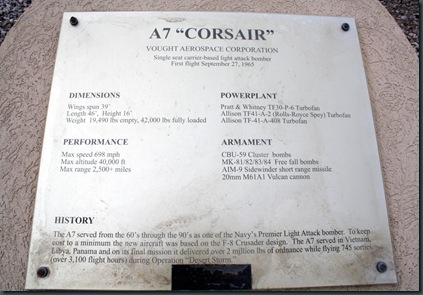 A7 "CORSAIR"
VOUGHT AEROSPACE CORPORATION
Single seat carrier-based light attack bomber
First flight September 27, 1965
DIMENSIONS
Wings span 39'
Length 46', Height 16'
Weight 19,490 lbs empty, 42,000 lbs fully loaded
POWERPLANT
Pratt & Whitney TF30-P-6 Turbofan
Allison TF41-A-2 (Rolls-Royce Spey) Turbofan
Allison TF-41-A-408 Turbofan
PERFORMANCE
Max speed 698 mph
Max altitude 40,000 ft
Max range 2,500+ miles
ARMAMENT
CBU-59 Cluster bombs
MK-81/82/83/84 Free fall bombs
AIM-9 Sidewinder short range missile
20mm M61A1 Vulcan cannon
HISTORY
The A7 served from the 60's through the 90's as one of the Navy's Premier Light Attack bomber. To keep
cost to a minimum the new aircraft was based on the F-8 Crusader design. The A7 served in Vietnam,
Libya, Panama and on its final mission it delivered over 2 million lbs of ordnance while flying 745 sorties
(over 3,100 flight hours) during Operation "Desert Storm."